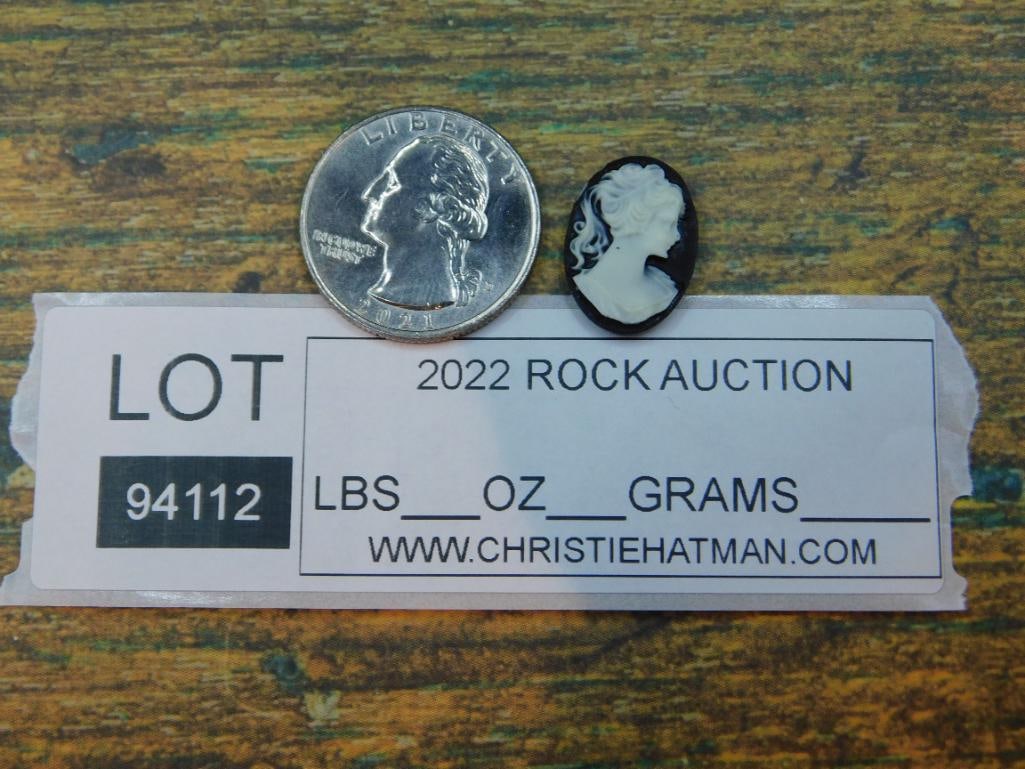 LIBERTY
IN GOD WE
TRUST
2021
LOT
94112
2022 ROCK AUCTION
LBS___OZ___GRAMS_____
WWW.CHRISTIEHATMAN.COM